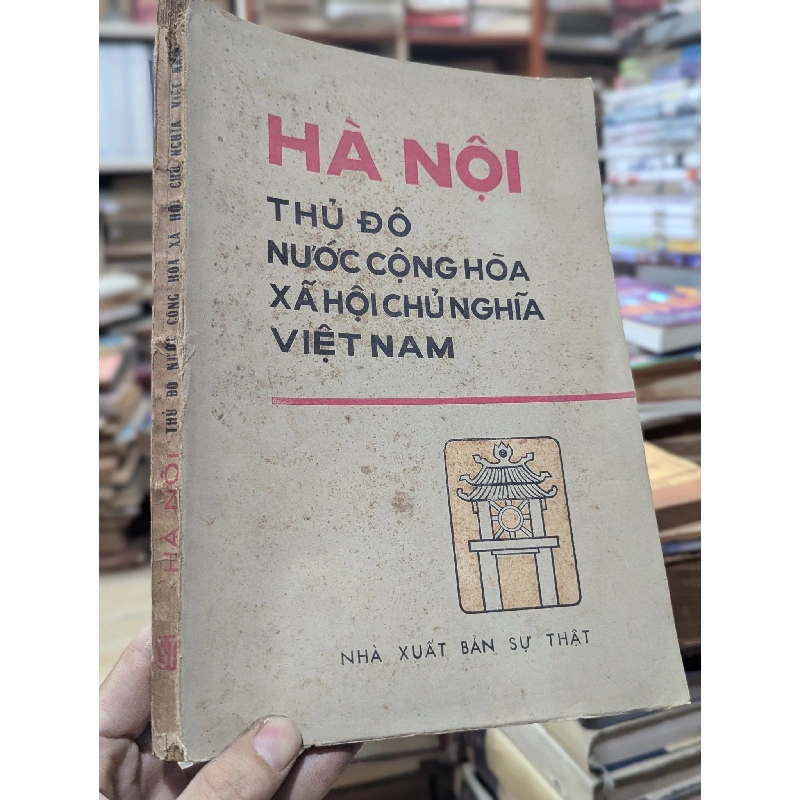 HÀ NỘI
THỦ ĐÔ
NƯỚC CỘNG HÒA
XÃ HỘI CHỦ NGHĨA
VIỆT NAM
NHÀ XUẤT BẢN SỰ THẬT
HÀ NỘI THỦ ĐÔ NƯỚC CỘNG HÒA XÃ HỘI CHỦ NGHĨA VIỆT NAM